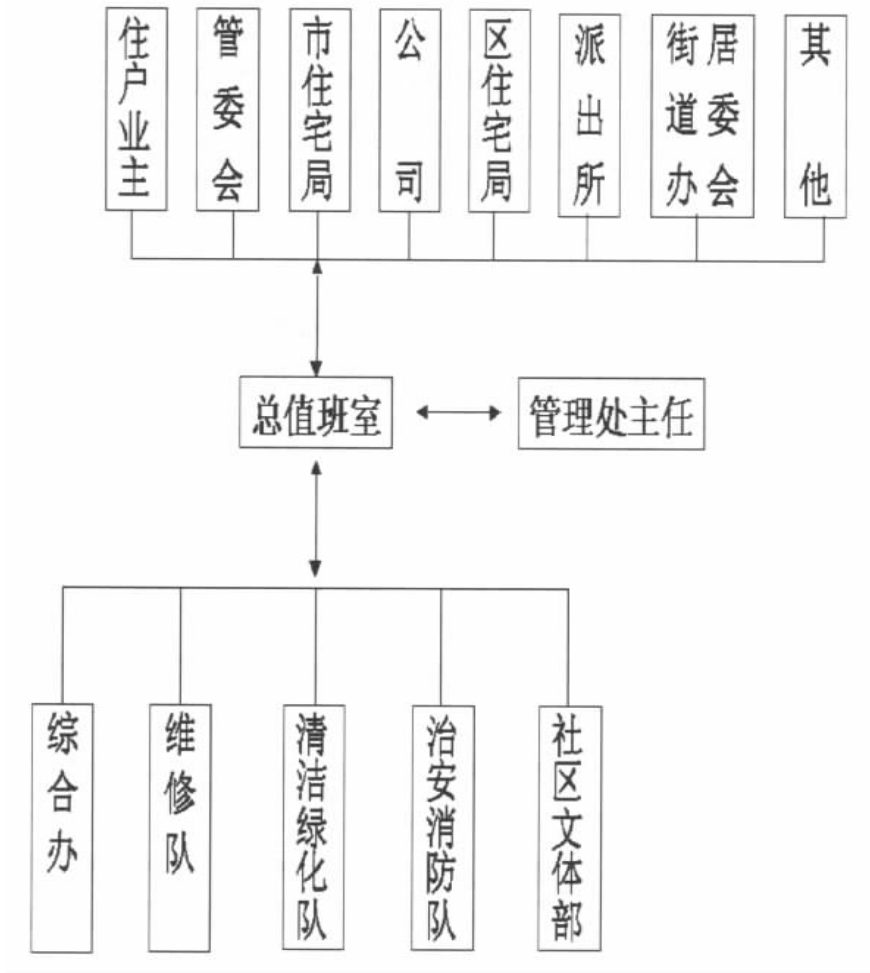 住户业主
管委会
市住宅局
公司
区住宅局
派出所
街道办
居委会
其他
总值班室
管理处主任
综合办
维修队
清洁绿化队
治安消防队
社区文体部